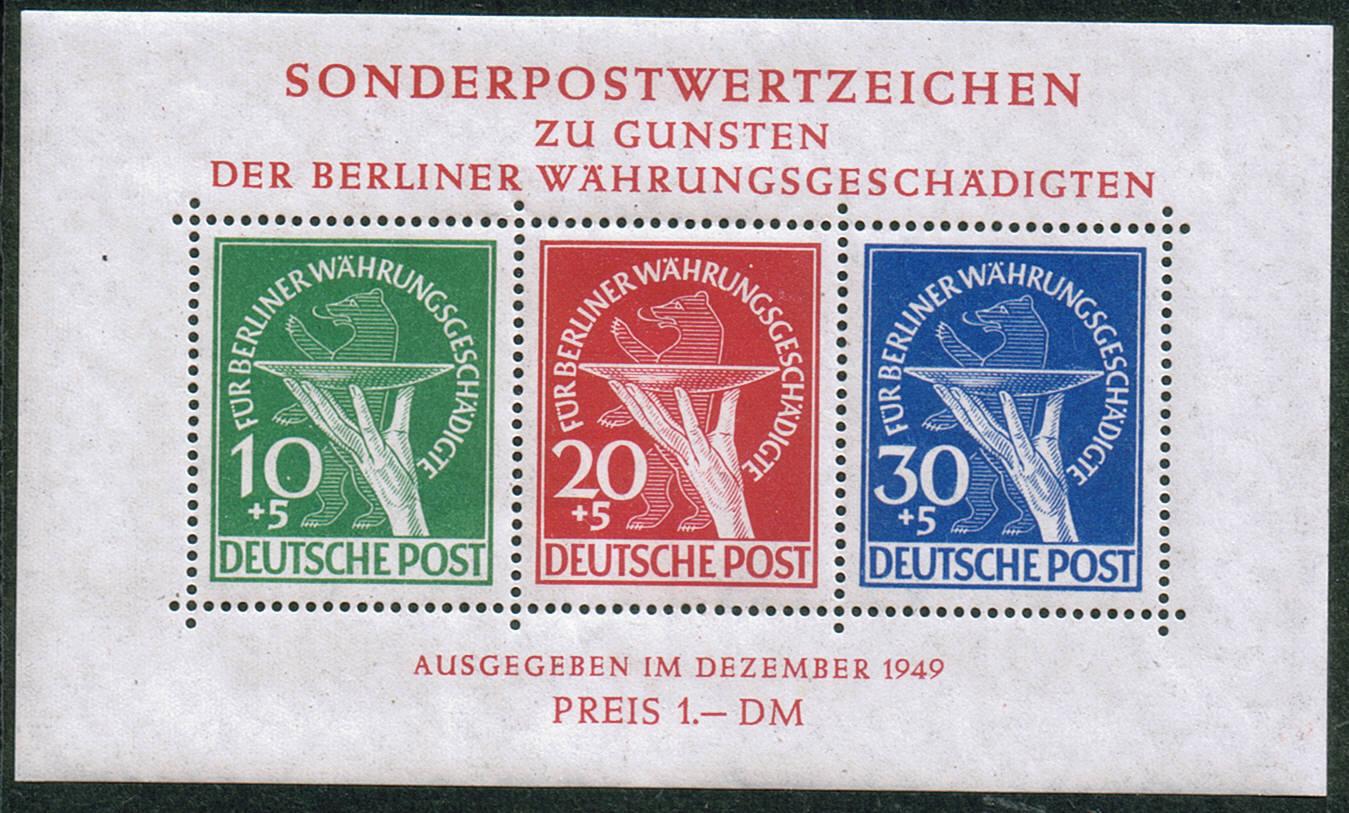 SONDERPOSTWERTZEICHEN
ZU GUNSTEN
DER BERLINER WÄHRUNGSGESCHÄDIGTEN
FÜR BERLINER WÄHRUNGSGESCHÄDIGTE
10
+5
DEUTSCHE POST
FÜR BERLINER WÄHRUNGSGESCHÄDIGTE
20
+5
DEUTSCHE POST
FÜR BERLINER WÄHRUNGSGESCHÄDIGTE
30
+5
DEUTSCHE POST
AUSGEGEBEN IM DEZEMBER 1949
PREIS 1.— DM